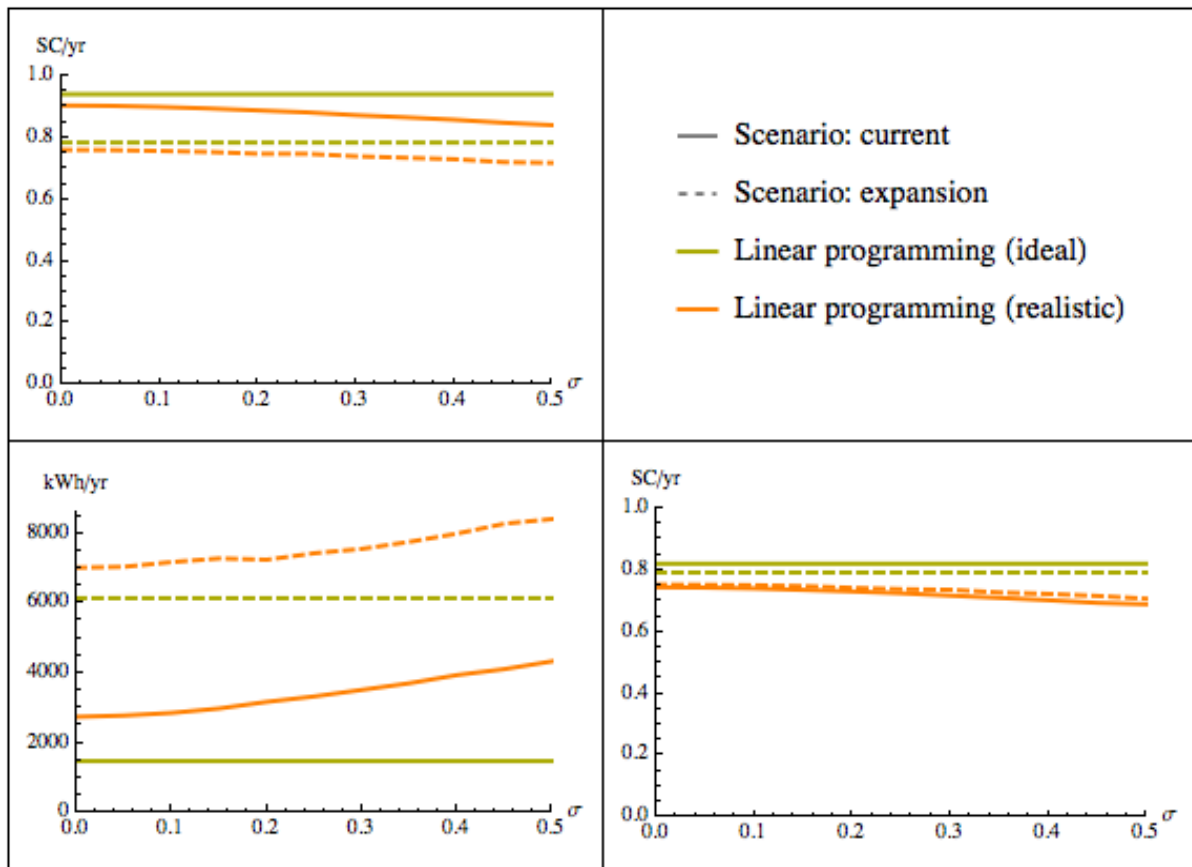 SC/yr
1.0
0.8
0.6
0.4
0.2
0.0
0.0 0.1 0.2 0.3 0.4 0.5 σ
Scenario: current
Scenario: expansion
Linear programming (ideal)
Linear programming (realistic)
kWh/yr
8000
6000
4000
2000
0
0.0 0.1 0.2 0.3 0.4 0.5 σ
SC/yr
1.0
0.8
0.6
0.4
0.2
0.0
0.0 0.1 0.2 0.3 0.4 0.5 σ